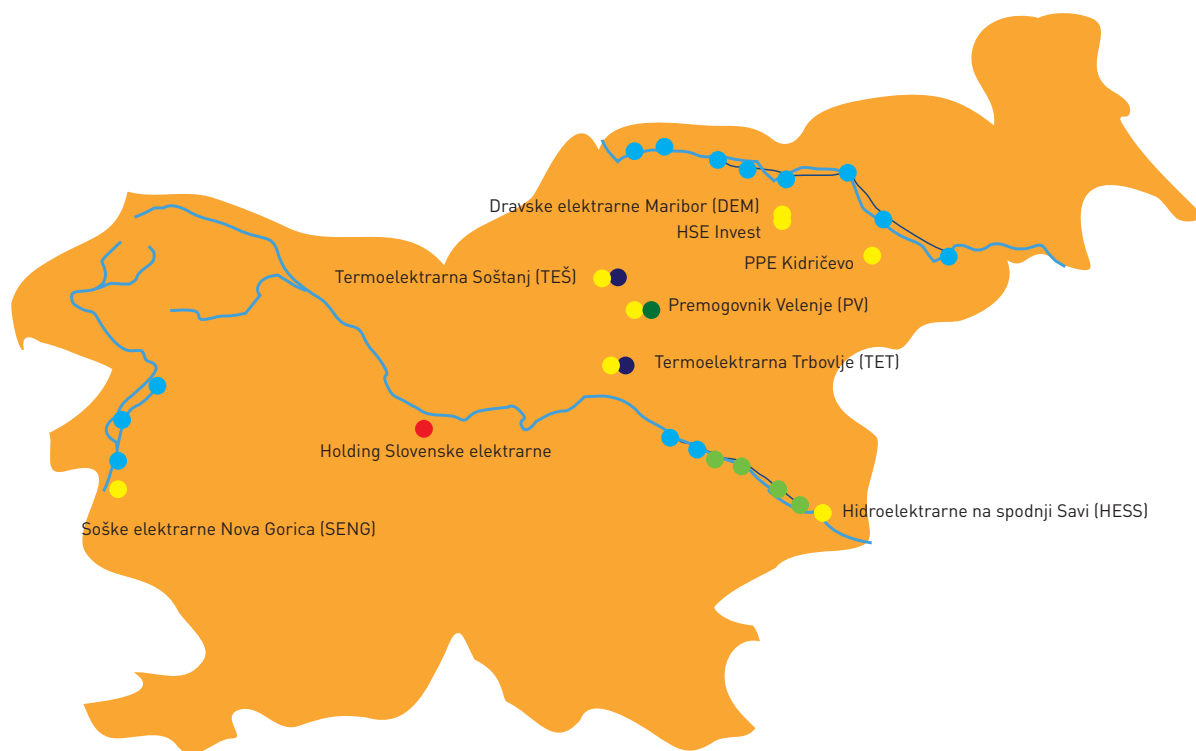 Dravske elektrarne Maribor (DEM)
HSE Invest
PPE Kidričevo
Termoelektrarna Soštanj (TEŠ)
Premogovnik Velenje (PV)
Termoelektrarna Trbovlje (TET)
Holding Slovenske elektrarne
Hidroelektrarne na spodnji Savi (HESS)
Soške elektrarne Nova Gorica (SENG)